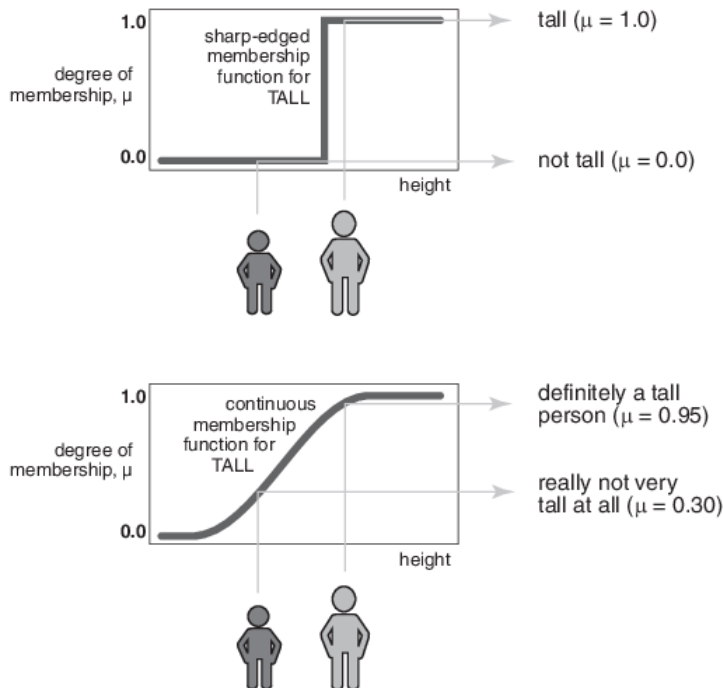 1.0
sharp-edged
membership
function for
TALL
degree of
membership, μ
0.0
height
tall (μ = 1.0)
not tall (μ = 0.0)
1.0
continuous
membership
function for
TALL
degree of
membership, μ
0.0
height
definitely a tall
person (μ = 0.95)
really not very
tall at all (μ = 0.30)